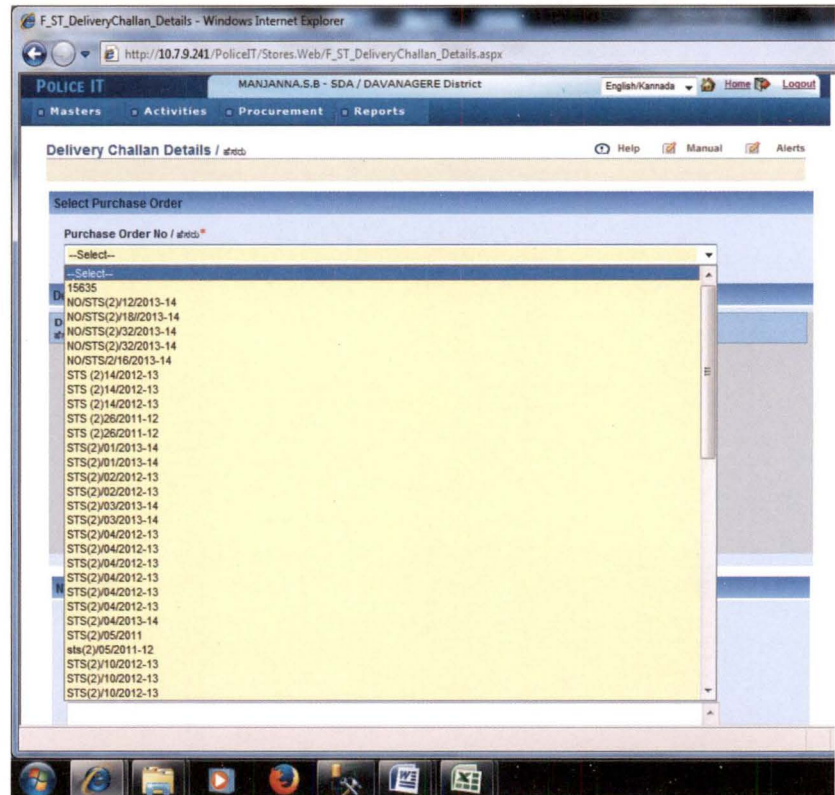 F_ST_DeliveryChallan_Details - Windows Internet Explorer
http://10.7.9.241/PoliceIT/Stores.Web/F_ST_DeliveryChallan_Details.aspx
POLICE IT MANJANNA.S.B - SDA / DAVANAGERE District English/Kannada Home Logout
Masters Activities Procurement Reports
Delivery Challan Details / ಹೆಸರು Help Manual Alerts
Select Purchase Order
Purchase Order No / ಹೆಸರು*
--Select--
--Select--
15635
NO/STS(2)/12/2013-14
NO/STS(2)/18//2013-14
NO/STS(2)/32/2013-14
NO/STS(2)/32/2013-14
NO/STS/2/16/2013-14
STS (2)14/2012-13
STS (2)14/2012-13
STS (2)14/2012-13
STS (2)26/2011-12
STS (2)26/2011-12
STS(2)/01/2013-14
STS(2)/01/2013-14
STS(2)/02/2012-13
STS(2)/02/2012-13
STS(2)/03/2013-14
STS(2)/03/2013-14
STS(2)/04/2012-13
STS(2)/04/2012-13
STS(2)/04/2012-13
STS(2)/04/2012-13
STS(2)/04/2012-13
STS(2)/04/2012-13
STS(2)/04/2013-14
STS(2)/05/2011
sts(2)/05/2011-12
STS(2)/10/2012-13
STS(2)/10/2012-13
STS(2)/10/2012-13